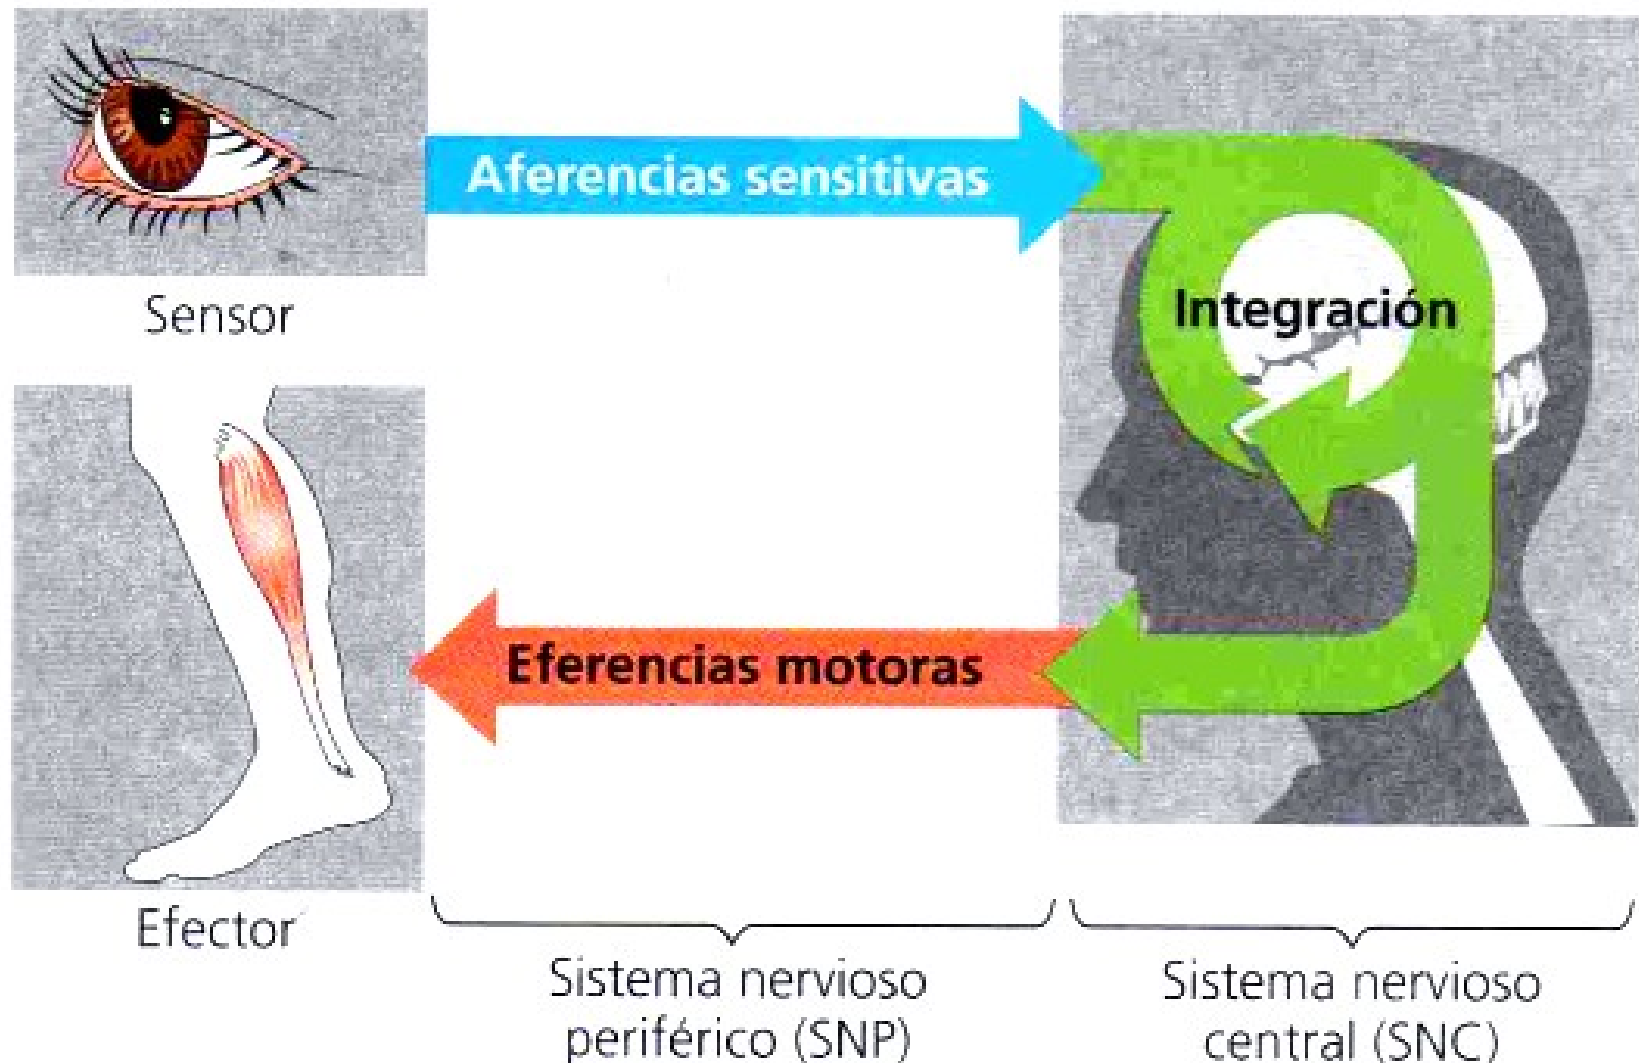 Aferencias sensitivas
Sensor
Integración
Eferencias motoras
Efector
Sistema nervioso
periférico (SNP)
Sistema nervioso
central (SNC)